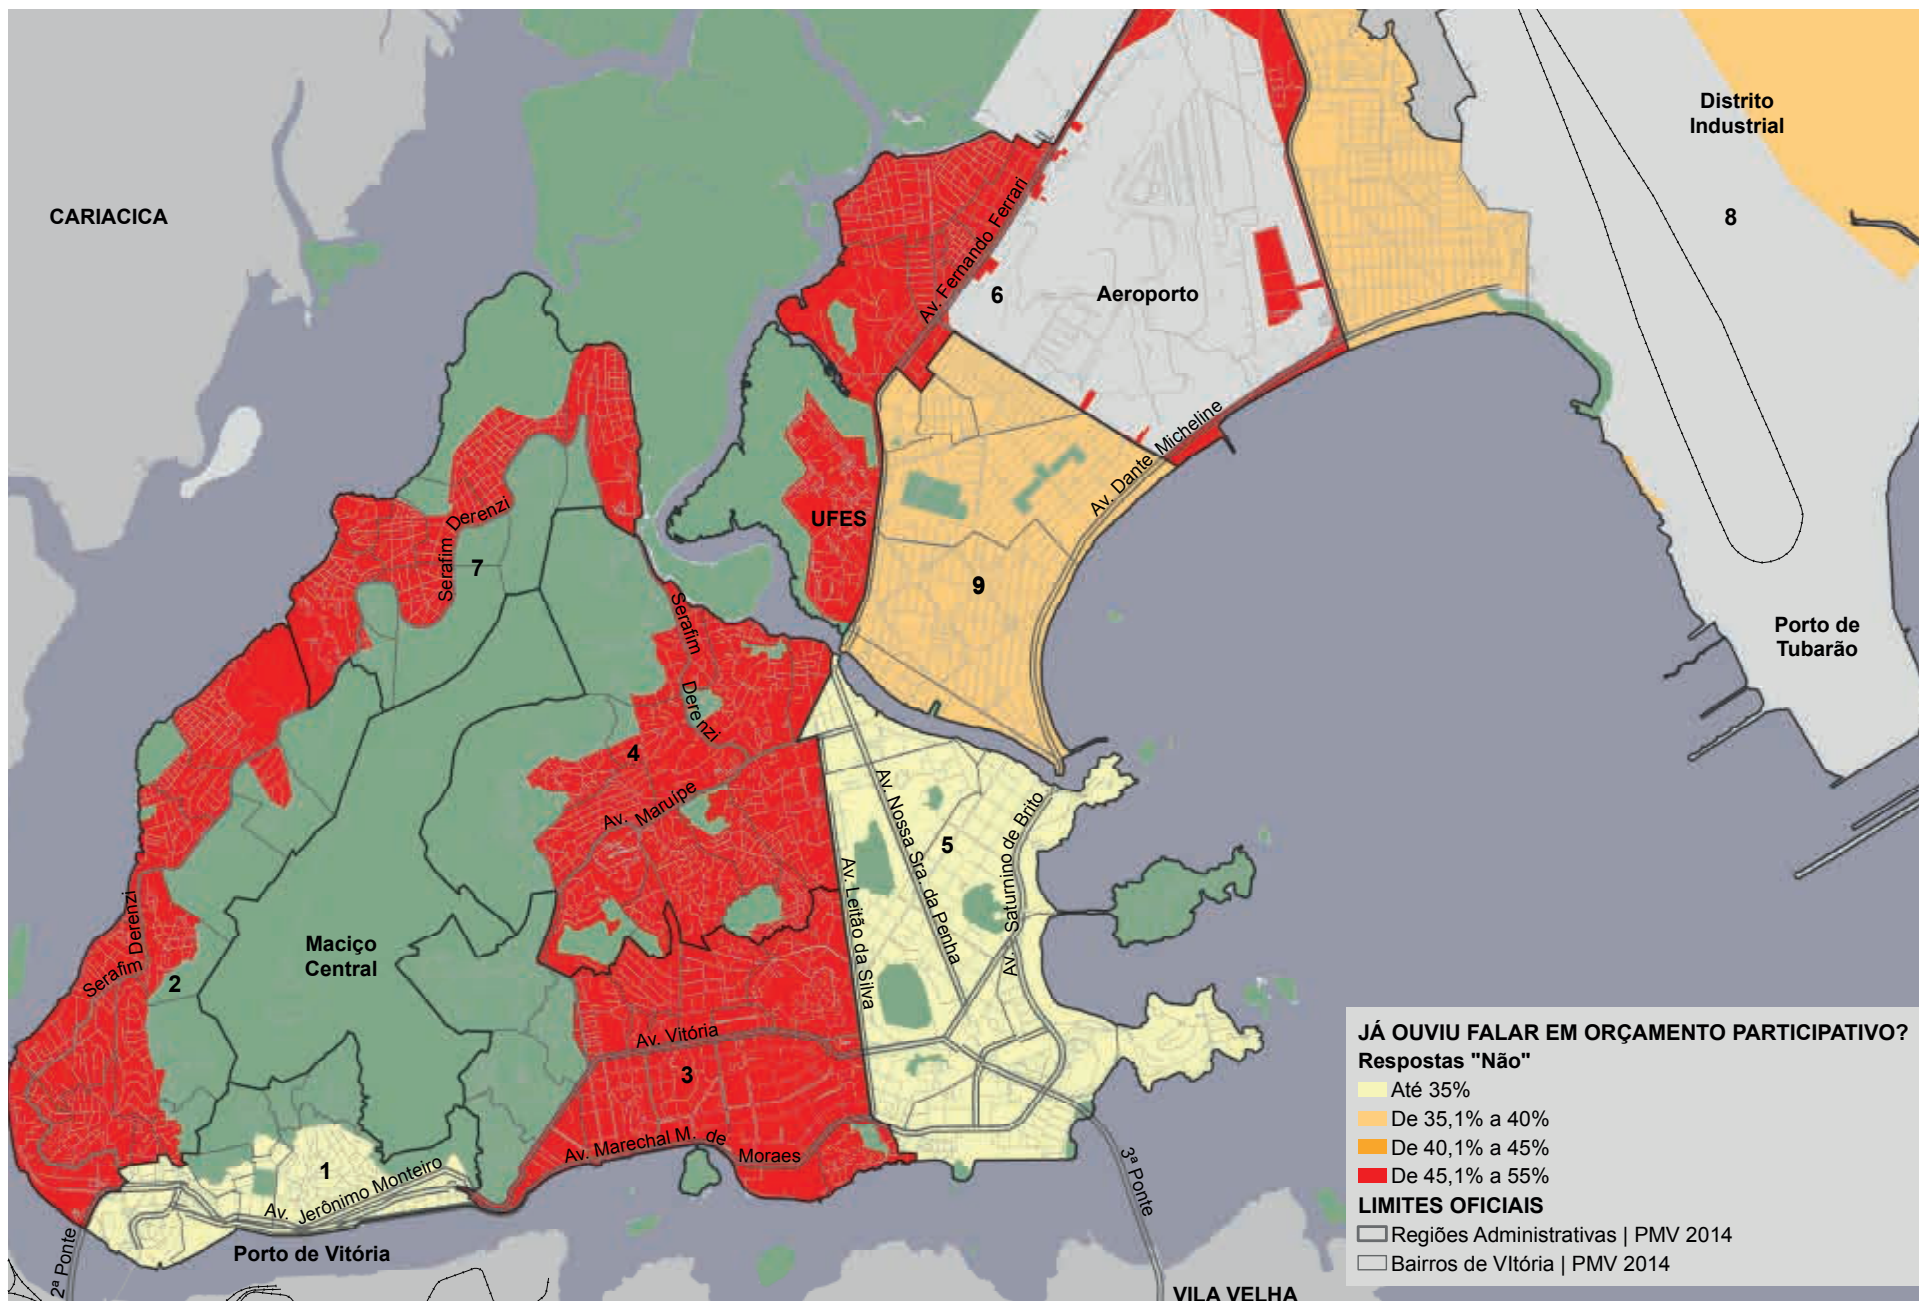 Distrito
Industrial
CARIACICA
8
Av. Fernando Ferrari
6
Aeroporto
Av. Dante Micheline
UFES
Serafim Derenzi
7
9
Serafim
Derenzi
Porto de
Tubarão
4
Av. Maruípe
Av. Nossa Sra. da Penha
5
Av. Saturnino de Brito
Av. Leitão da Silva
Serafim Derenzi
Maciço
Central
2
Av. Vitória
3
Av. Marechal M. de Moraes
1
Av. Jerônimo Monteiro
Porto de Vitória
2ª Ponte
3ª Ponte
VILA VELHA
JÁ OUVIU FALAR EM ORÇAMENTO PARTICIPATIVO?
Respostas "Não"
Até 35%
De 35,1% a 40%
De 40,1% a 45%
De 45,1% a 55%
LIMITES OFICIAIS
Regiões Administrativas | PMV 2014
Bairros de VItória | PMV 2014